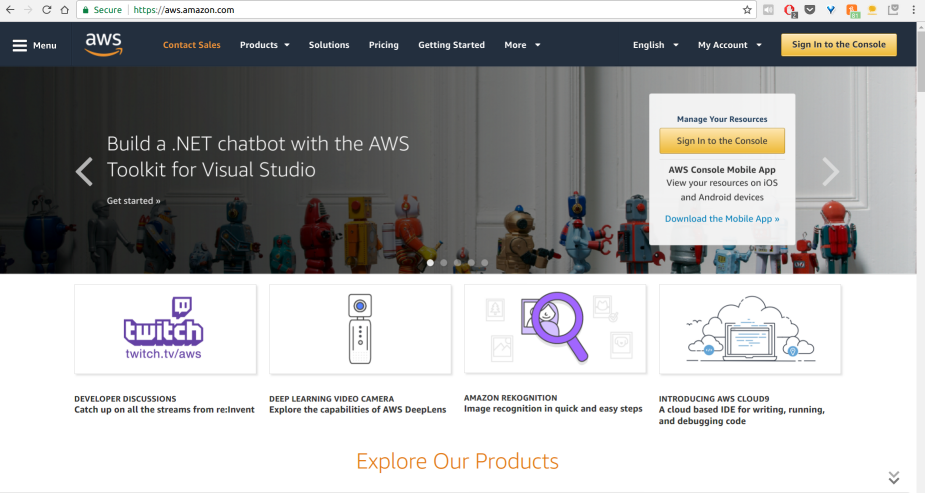 Secure
https://aws.amazon.com
2
Menu
aws
Contact Sales
Products
Solutions
Pricing
Getting Started
More
English
My Account
Sign In to the Console
Build a .NET chatbot with the AWS
Toolkit for Visual Studio
Get started »
Manage Your Resources
Sign In to the Console
AWS Console Mobile App
View your resources on iOS
and Android devices
Download the Mobile App »
twitch
twitch.tv/aws
DEVELOPER DISCUSSIONS
Catch up on all the streams from re:Invent
DEEP LEARNING VIDEO CAMERA
Explore the capabilities of AWS DeepLens
AMAZON REKOGNITION
Image recognition in quick and easy steps
INTRODUCING AWS CLOUD9
A cloud based IDE for writing, running,
and debugging code
Explore Our Products